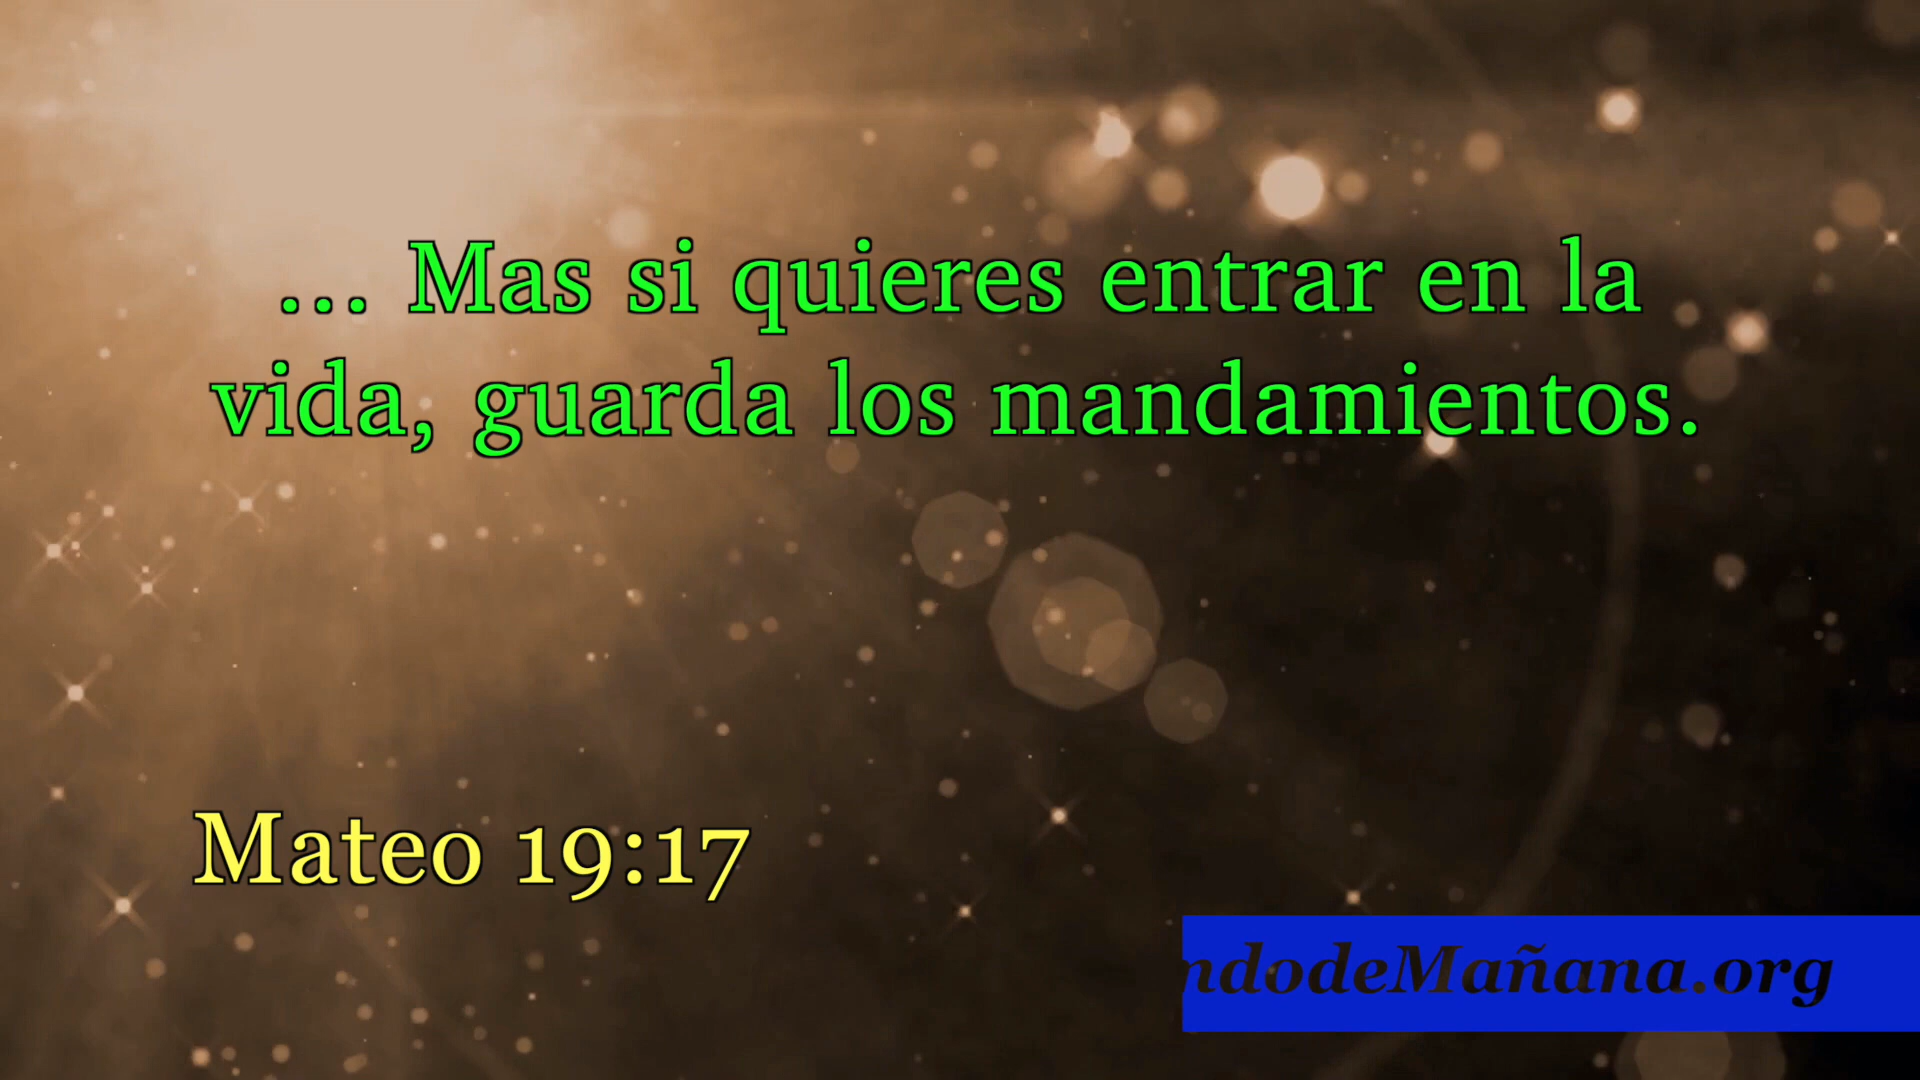 ... Mas si quieres entrar en la
vida, guarda los mandamientos.
Mateo 19:17
ndodeMañana.org